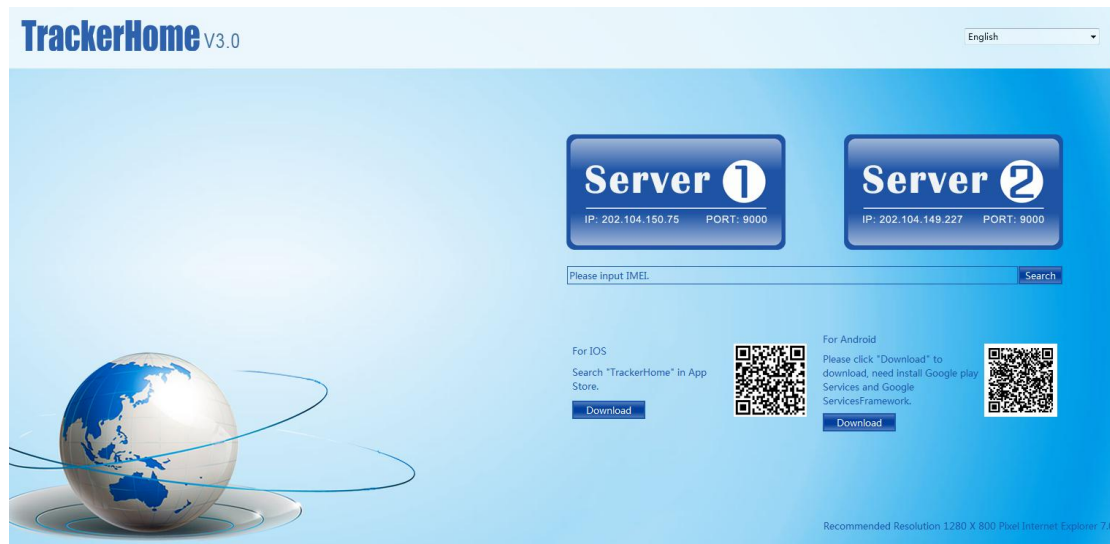 TrackerHome V3.0
English
Server 1
IP: 202.104.150.75 PORT: 9000
Server 2
IP: 202.104.149.227 PORT: 9000
Please input IMEI.
Search
For IOS
Search "TrackerHome" in App
Store.
Download
For Android
Please click "Download" to
download, need install Google play
Services and Google
ServicesFramework.
Download
Recommended Resolution 1280 X 800 Pixel Internet Explorer 7.